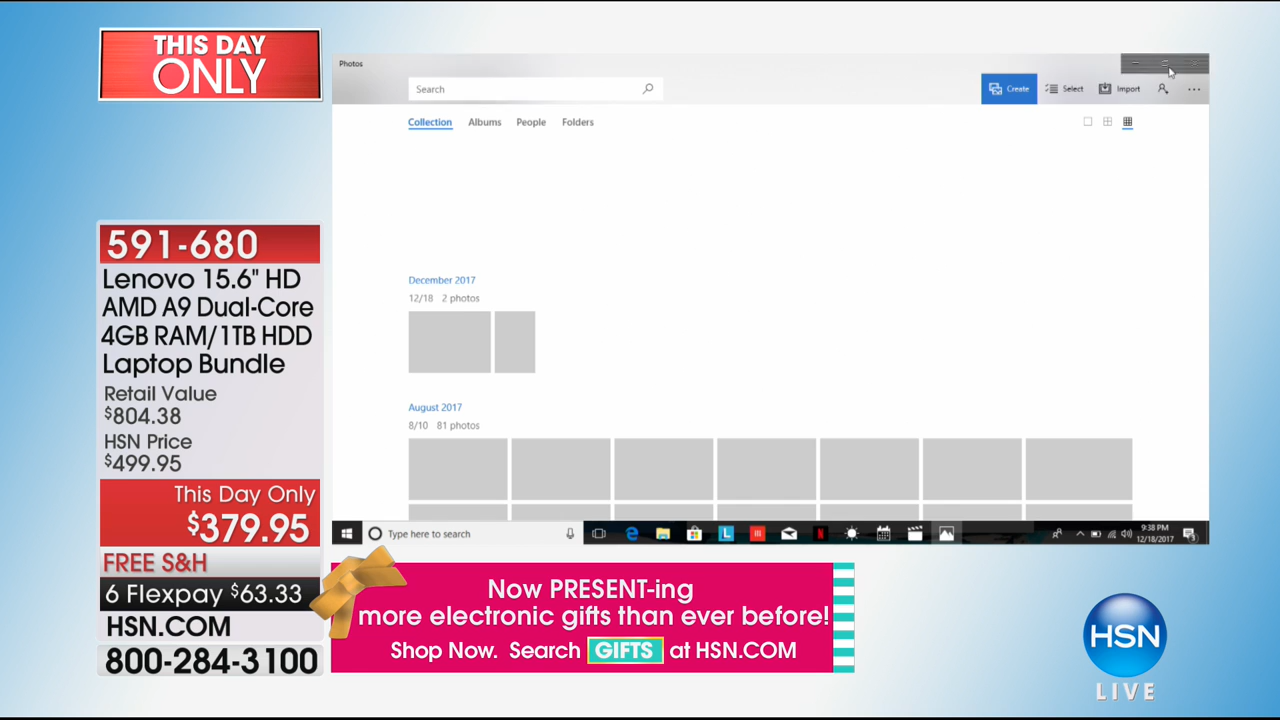 THIS DAY
ONLY
591-680
Lenovo 15.6" HD
AMD A9 Dual-Core
4GB RAM/1TB HDD
Laptop Bundle
Retail Value
$804.38
HSN Price
$499.95
This Day Only
$379.95
FREE S&H
6 Flexpay $63.33
HSN.COM
800-284-3100
Photos
Search
Create Select Import
Collection Albums People Folders
December 2017
12/18 2 photos
August 2017
8/10 81 photos
Type here to search
9:38 PM
12/18/2017
Now PRESENT-ing
more electronic gifts than ever before!
Shop Now. Search GIFTS at HSN.COM
HSN
LIVE